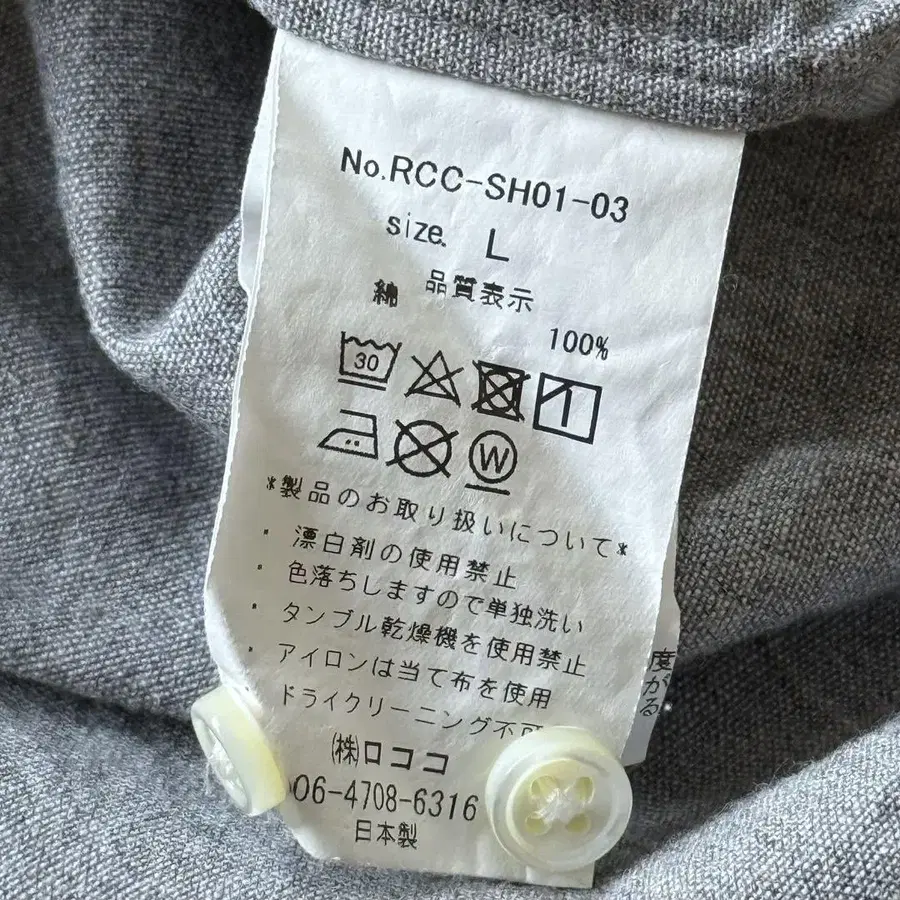 No.RCC-SH01-03
size. L
品質表示
綿 100%
30
W
*製品のお取り扱いについて*
・漂白剤の使用禁止
・色落ちしますので単独洗い
・タンブル乾燥機を使用禁止
・アイロンは当て布を使用
ドライクリーニング不可
㈱ロココ
06-4708-6316
日本製
度
がる